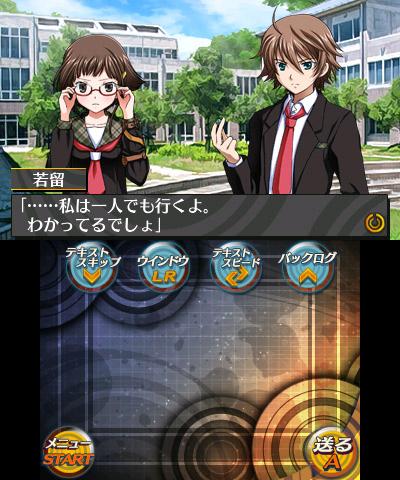 若留
「……私は一人でも行くよ。
わかってるでしょ」
テキスト
スキップ
ウインドウ
LR
テキスト
スピード
バックログ
メニュー
START
送る
A